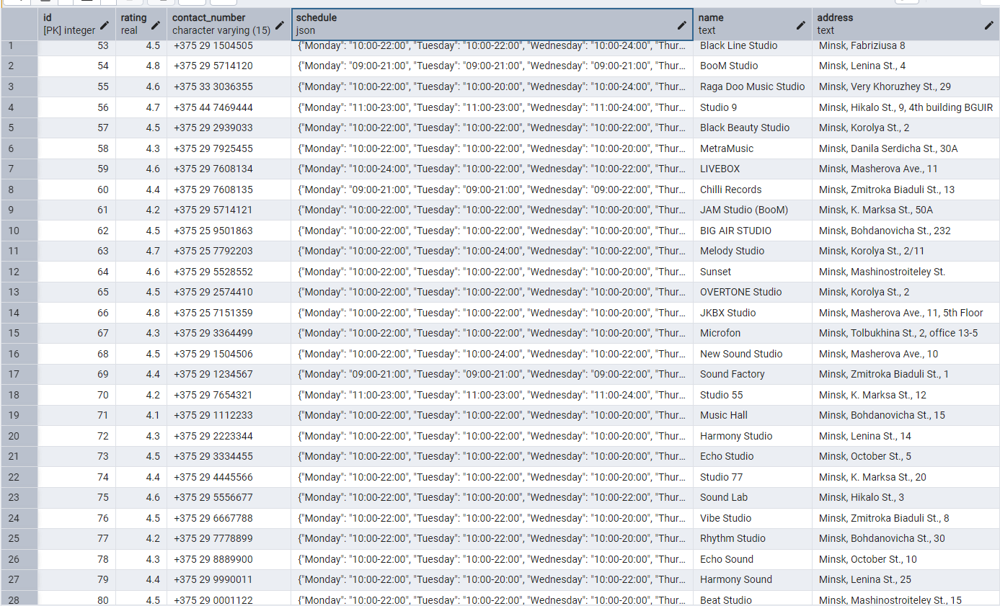 id rating contact_number schedule name address
[PK] integer real character varying (15) json text text
1 53 4.5 +375 29 1504505 {"Monday": "10:00-22:00", "Tuesday": "10:00-22:00", "Wednesday": "10:00-24:00", "Thur... Black Line Studio Minsk, Fabriziusa 8
2 54 4.8 +375 29 5714120 {"Monday": "09:00-21:00", "Tuesday": "09:00-21:00", "Wednesday": "09:00-21:00", "Thur... BooM Studio Minsk, Lenina St., 4
3 55 4.6 +375 33 3036355 {"Monday": "10:00-22:00", "Tuesday": "10:00-20:00", "Wednesday": "10:00-24:00", "Thur... Raga Doo Music Studio Minsk, Very Khoruzhey St., 29
4 56 4.7 +375 44 7469444 {"Monday": "11:00-23:00", "Tuesday": "11:00-23:00", "Wednesday": "11:00-24:00", "Thur... Studio 9 Minsk, Hikalo St., 9, 4th building BGUIR
5 57 4.5 +375 29 2939033 {"Monday": "10:00-22:00", "Tuesday": "10:00-22:00", "Wednesday": "10:00-22:00", "Thur... Black Beauty Studio Minsk, Korolya St., 2
6 58 4.3 +375 29 7925455 {"Monday": "10:00-22:00", "Tuesday": "10:00-22:00", "Wednesday": "10:00-20:00", "Thur... MetraMusic Minsk, Danila Serdicha St., 30A
7 59 4.6 +375 29 7608134 {"Monday": "10:00-24:00", "Tuesday": "10:00-22:00", "Wednesday": "10:00-22:00", "Thur... LIVEBOX Minsk, Masherova Ave., 11
8 60 4.4 +375 29 7608135 {"Monday": "09:00-21:00", "Tuesday": "09:00-21:00", "Wednesday": "09:00-22:00", "Thur... Chilli Records Minsk, Zmitroka Biaduli St., 13
9 61 4.2 +375 29 5714121 {"Monday": "10:00-22:00", "Tuesday": "10:00-22:00", "Wednesday": "10:00-20:00", "Thur... JAM Studio (BooM) Minsk, K. Marksa St., 50A
10 62 4.5 +375 25 9501863 {"Monday": "10:00-22:00", "Tuesday": "10:00-22:00", "Wednesday": "10:00-20:00", "Thur... BIG AIR STUDIO Minsk, Bohdanovicha St., 232
11 63 4.7 +375 25 7792203 {"Monday": "10:00-22:00", "Tuesday": "10:00-24:00", "Wednesday": "10:00-22:00", "Thur... Melody Studio Minsk, Korolya St., 2/11
12 64 4.6 +375 29 5528552 {"Monday": "10:00-22:00", "Tuesday": "10:00-22:00", "Wednesday": "10:00-20:00", "Thur... Sunset Minsk, Mashinostroiteley St.
13 65 4.5 +375 29 2574410 {"Monday": "10:00-22:00", "Tuesday": "10:00-22:00", "Wednesday": "10:00-20:00", "Thur... OVERTONE Studio Minsk, Korolya St., 2
14 66 4.8 +375 25 7151359 {"Monday": "10:00-22:00", "Tuesday": "10:00-22:00", "Wednesday": "10:00-20:00", "Thur... JKBX Studio Minsk, Masherova Ave., 11, 5th Floor
15 67 4.3 +375 29 3364499 {"Monday": "10:00-22:00", "Tuesday": "10:00-22:00", "Wednesday": "10:00-20:00", "Thur... Microfon Minsk, Tolbukhina St., 2, office 13-5
16 68 4.5 +375 29 1504506 {"Monday": "10:00-22:00", "Tuesday": "10:00-24:00", "Wednesday": "10:00-22:00", "Thur... New Sound Studio Minsk, Masherova Ave., 10
17 69 4.4 +375 29 1234567 {"Monday": "09:00-21:00", "Tuesday": "09:00-21:00", "Wednesday": "09:00-22:00", "Thur... Sound Factory Minsk, Zmitroka Biaduli St., 1
18 70 4.2 +375 29 7654321 {"Monday": "11:00-23:00", "Tuesday": "11:00-23:00", "Wednesday": "11:00-24:00", "Thur... Studio 55 Minsk, K. Marksa St., 12
19 71 4.1 +375 29 1112233 {"Monday": "10:00-22:00", "Tuesday": "10:00-22:00", "Wednesday": "10:00-20:00", "Thur... Music Hall Minsk, Bohdanovicha St., 15
20 72 4.3 +375 29 2223344 {"Monday": "10:00-22:00", "Tuesday": "10:00-22:00", "Wednesday": "10:00-20:00", "Thur... Harmony Studio Minsk, Lenina St., 14
21 73 4.5 +375 29 3334455 {"Monday": "10:00-22:00", "Tuesday": "10:00-22:00", "Wednesday": "10:00-20:00", "Thur... Echo Studio Minsk, October St., 5
22 74 4.4 +375 29 4445566 {"Monday": "10:00-22:00", "Tuesday": "10:00-22:00", "Wednesday": "10:00-20:00", "Thur... Studio 77 Minsk, K. Marksa St., 20
23 75 4.6 +375 29 5556677 {"Monday": "10:00-22:00", "Tuesday": "10:00-20:00", "Wednesday": "10:00-22:00", "Thur... Sound Lab Minsk, Hikalo St., 3
24 76 4.5 +375 29 6667788 {"Monday": "10:00-22:00", "Tuesday": "10:00-22:00", "Wednesday": "10:00-20:00", "Thur... Vibe Studio Minsk, Zmitroka Biaduli St., 8
25 77 4.2 +375 29 7778899 {"Monday": "10:00-22:00", "Tuesday": "10:00-22:00", "Wednesday": "10:00-20:00", "Thur... Rhythm Studio Minsk, Bohdanovicha St., 30
26 78 4.3 +375 29 8889900 {"Monday": "10:00-22:00", "Tuesday": "10:00-22:00", "Wednesday": "10:00-20:00", "Thur... Echo Sound Minsk, October St., 10
27 79 4.4 +375 29 9990011 {"Monday": "10:00-22:00", "Tuesday": "10:00-20:00", "Wednesday": "10:00-22:00", "Thur... Harmony Sound Minsk, Lenina St., 25
28 80 4.5 +375 29 0001122 {"Monday": "10:00-22:00", "Tuesday": "10:00-22:00", "Wednesday": "10:00-20:00", "Thur... Beat Studio Minsk, Mashinostroiteley St., 15